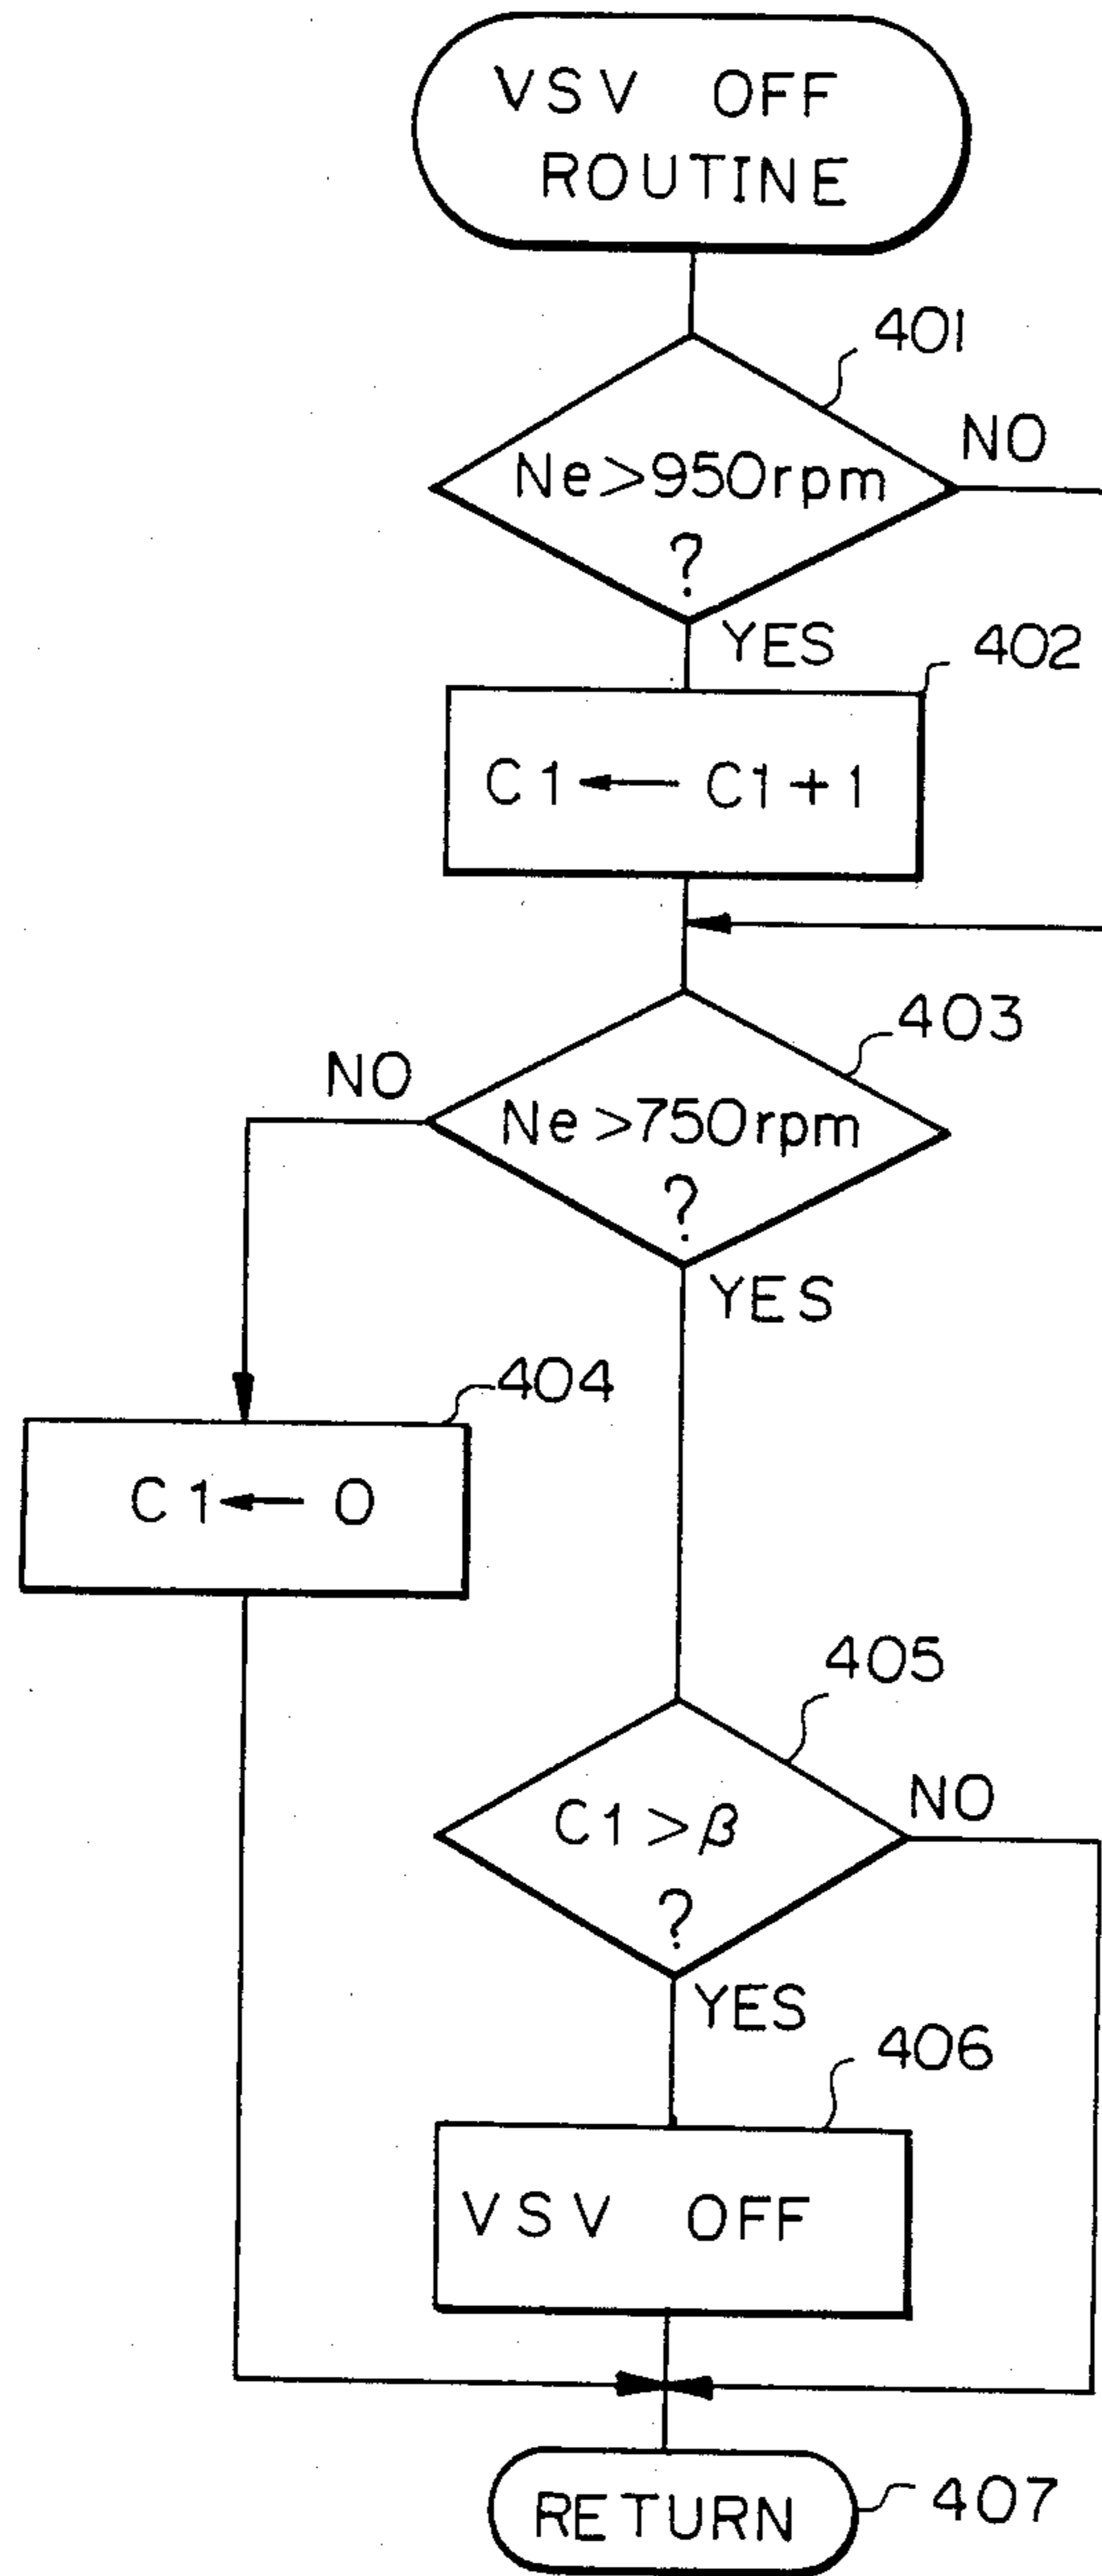 VSV OFF
ROUTINE
401
Ne>950rpm
?
NO
YES
402
C1 ← C1+1
403
NO
Ne>750rpm
?
YES
404
C1 ← 0
405
C1>β
?
NO
YES
406
VSV OFF
RETURN
407